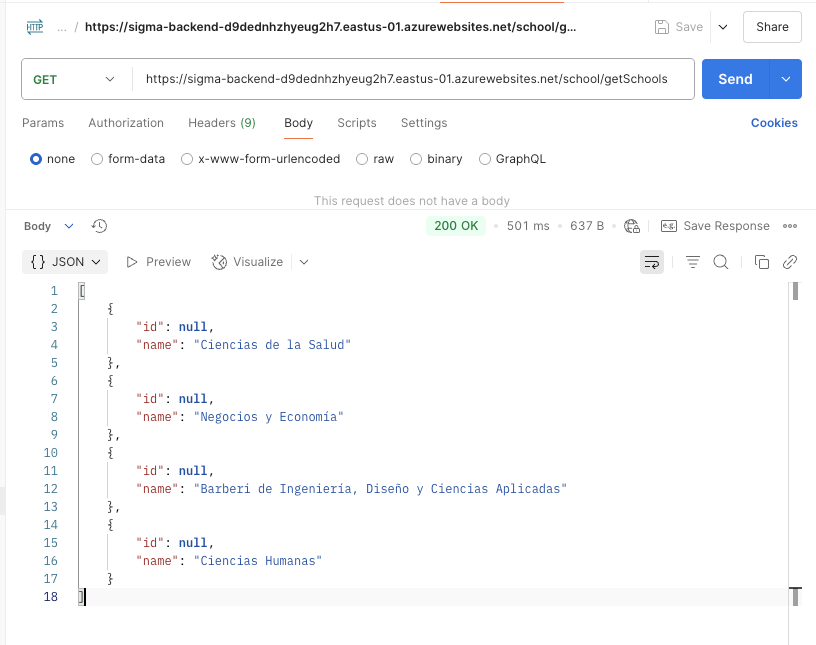 HTTP ... / https://sigma-backend-d9dednhzhyeug2h7.eastus-01.azurewebsites.net/school/g... Save Share
GET https://sigma-backend-d9dednhzhyeug2h7.eastus-01.azurewebsites.net/school/getSchools Send
Params Authorization Headers (9) Body Scripts Settings Cookies
none form-data x-www-form-urlencoded raw binary GraphQL
This request does not have a body
Body 200 OK • 501 ms • 637 B • e.g. Save Response
{} JSON Preview Visualize
1 [
2 {
3 "id": null,
4 "name": "Ciencias de la Salud"
5 },
6 {
7 "id": null,
8 "name": "Negocios y Economía"
9 },
10 {
11 "id": null,
12 "name": "Barberi de Ingeniería, Diseño y Ciencias Aplicadas"
13 },
14 {
15 "id": null,
16 "name": "Ciencias Humanas"
17 }
18 ]